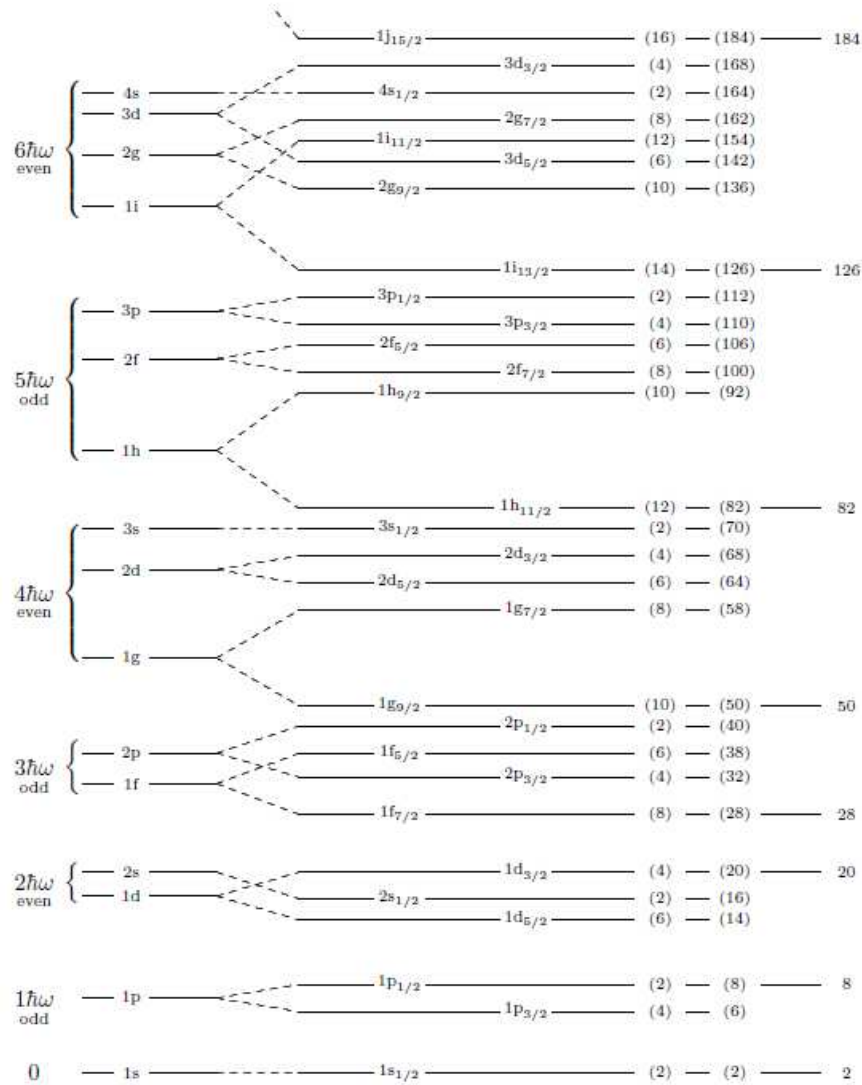 1j15/2 (16) (184) 184
3d3/2 (4) (168)
4s 4s1/2 (2) (164)
3d
2g7/2 (8) (162)
1i11/2 (12) (154)
6ħω
even
2g 3d5/2 (6) (142)
2g9/2 (10) (136)
1i
1i13/2 (14) (126) 126
3p1/2 (2) (112)
3p
3p3/2 (4) (110)
2f5/2 (6) (106)
2f
2f7/2 (8) (100)
5ħω
odd
1h9/2 (10) (92)
1h
1h11/2 (12) (82) 82
3s 3s1/2 (2) (70)
2d3/2 (4) (68)
2d
2d5/2 (6) (64)
4ħω
even
1g7/2 (8) (58)
1g
1g9/2 (10) (50) 50
2p1/2 (2) (40)
2p 1f5/2 (6) (38)
3ħω
odd
2p3/2 (4) (32)
1f
1f7/2 (8) (28) 28
2s 1d3/2 (4) (20) 20
2ħω
even
1d 2s1/2 (2) (16)
1d5/2 (6) (14)
1p1/2 (2) (8) 8
1ħω
odd
1p
1p3/2 (4) (6)
0 1s 1s1/2 (2) (2) 2